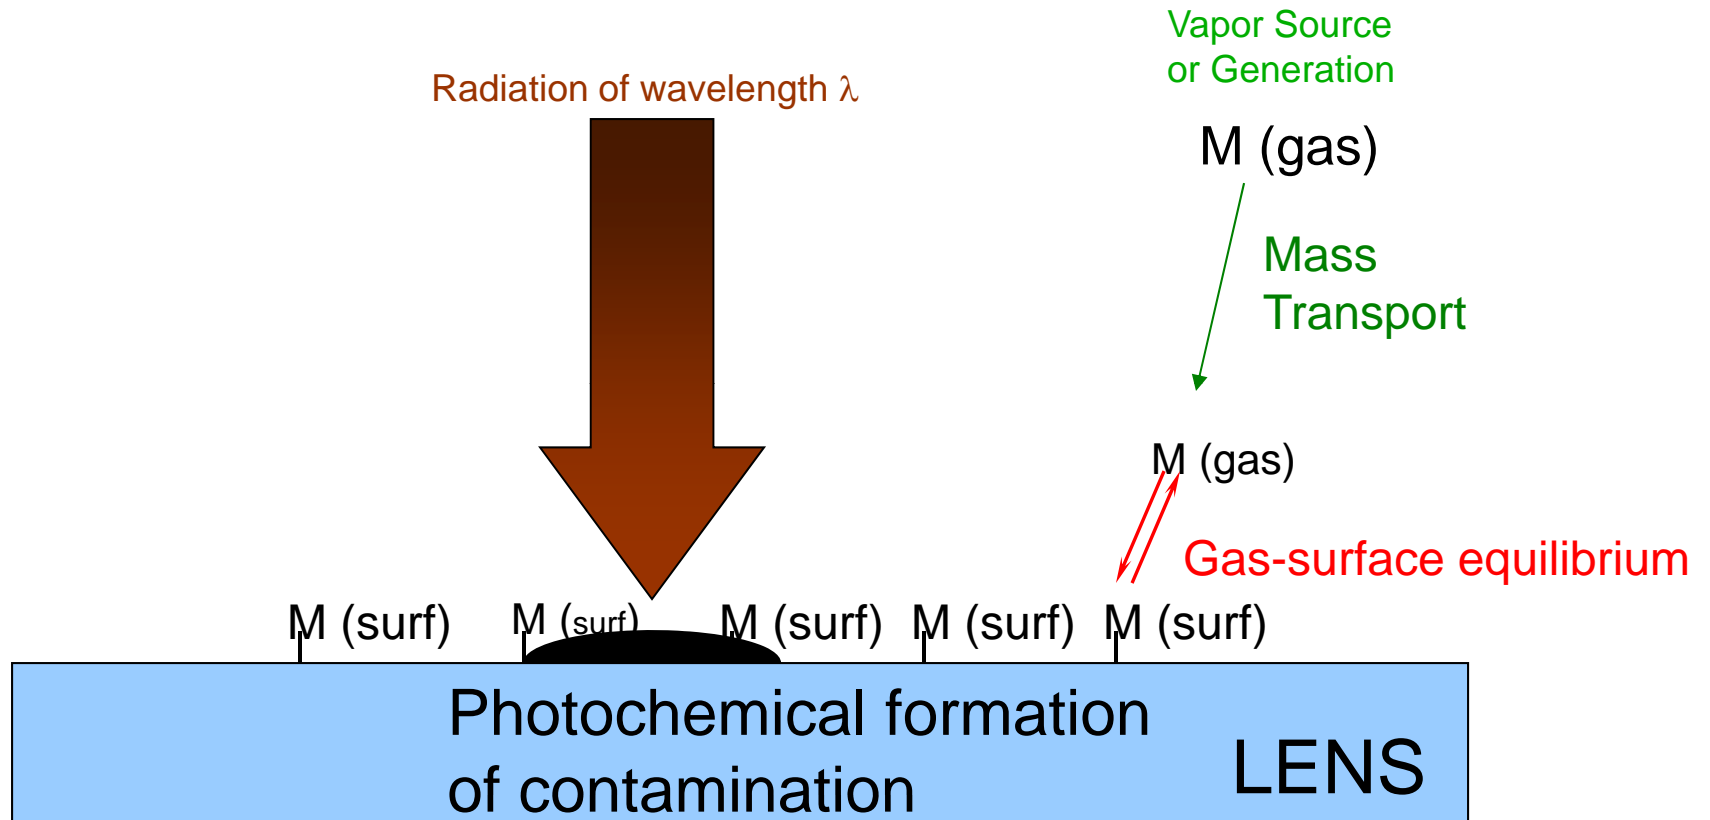 Vapor Source
or Generation
Radiation of wavelength λ
M (gas)
Mass
Transport
M (gas)
Gas-surface equilibrium
M (surf) M (surf) M (surf) M (surf) M (surf)
Photochemical formation
of contamination
LENS